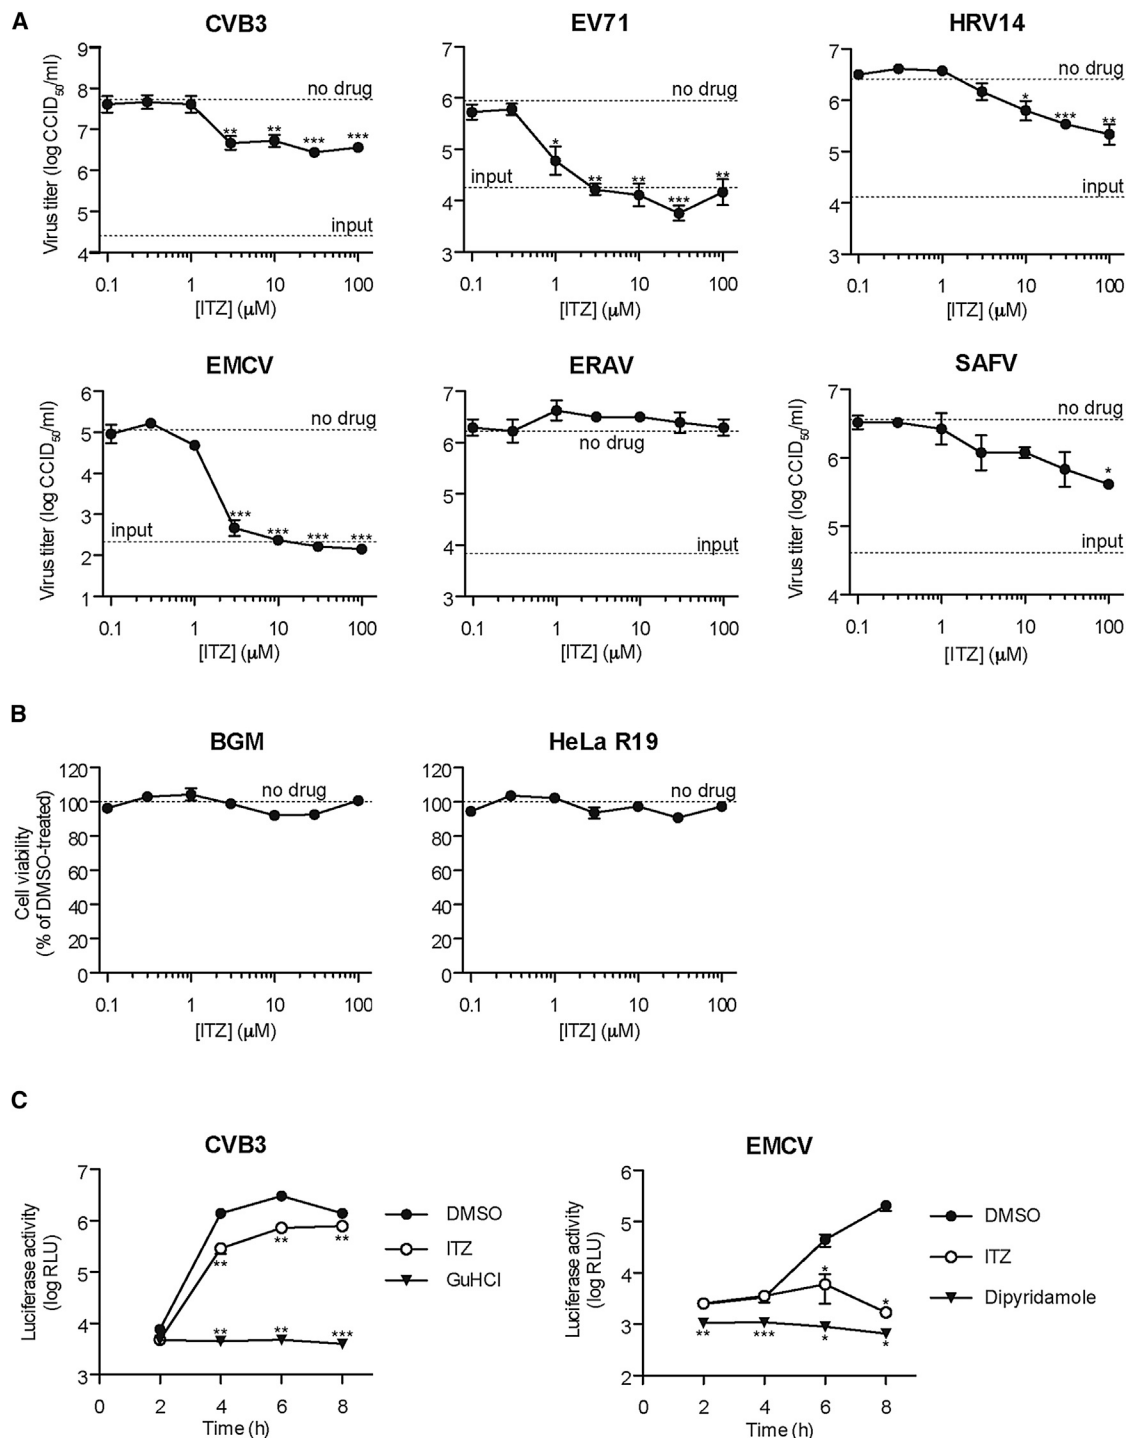 A
CVB3
EV71
HRV14
Virus titer (log CCID50/ml)
9
8
7
6
5
4
no drug
** ** *** ***
input
0.1 1 10 100
[ITZ] (μM)
7
6
5
4
3
no drug
input
* ** ** *** **
0.1 1 10 100
[ITZ] (μM)
7
6
5
4
3
no drug
* *** **
input
0.1 1 10 100
[ITZ] (μM)
EMCV
ERAV
SAFV
Virus titer (log CCID50/ml)
6
5
4
3
2
1
no drug
input
*** *** *** ***
0.1 1 10 100
[ITZ] (μM)
7
6
5
4
3
no drug
input
0.1 1 10 100
[ITZ] (μM)
Virus titer (log CCID50/ml)
7
6
5
4
no drug
*
input
0.1 1 10 100
[ITZ] (μM)
B
BGM
HeLa R19
Cell viability
(% of DMSO-treated)
120
100
80
60
40
20
0
no drug
0.1 1 10 100
[ITZ] (μM)
120
100
80
60
40
20
0
no drug
0.1 1 10 100
[ITZ] (μM)
C
CVB3
EMCV
Luciferase activity
(log RLU)
7
6
5
4
3
** ** **
** ** ***
0 2 4 6 8
Time (h)
DMSO
ITZ
GuHCl
Luciferase activity
(log RLU)
6
5
4
3
2
* *
** *** * *
0 2 4 6 8
Time (h)
DMSO
ITZ
Dipyridamole